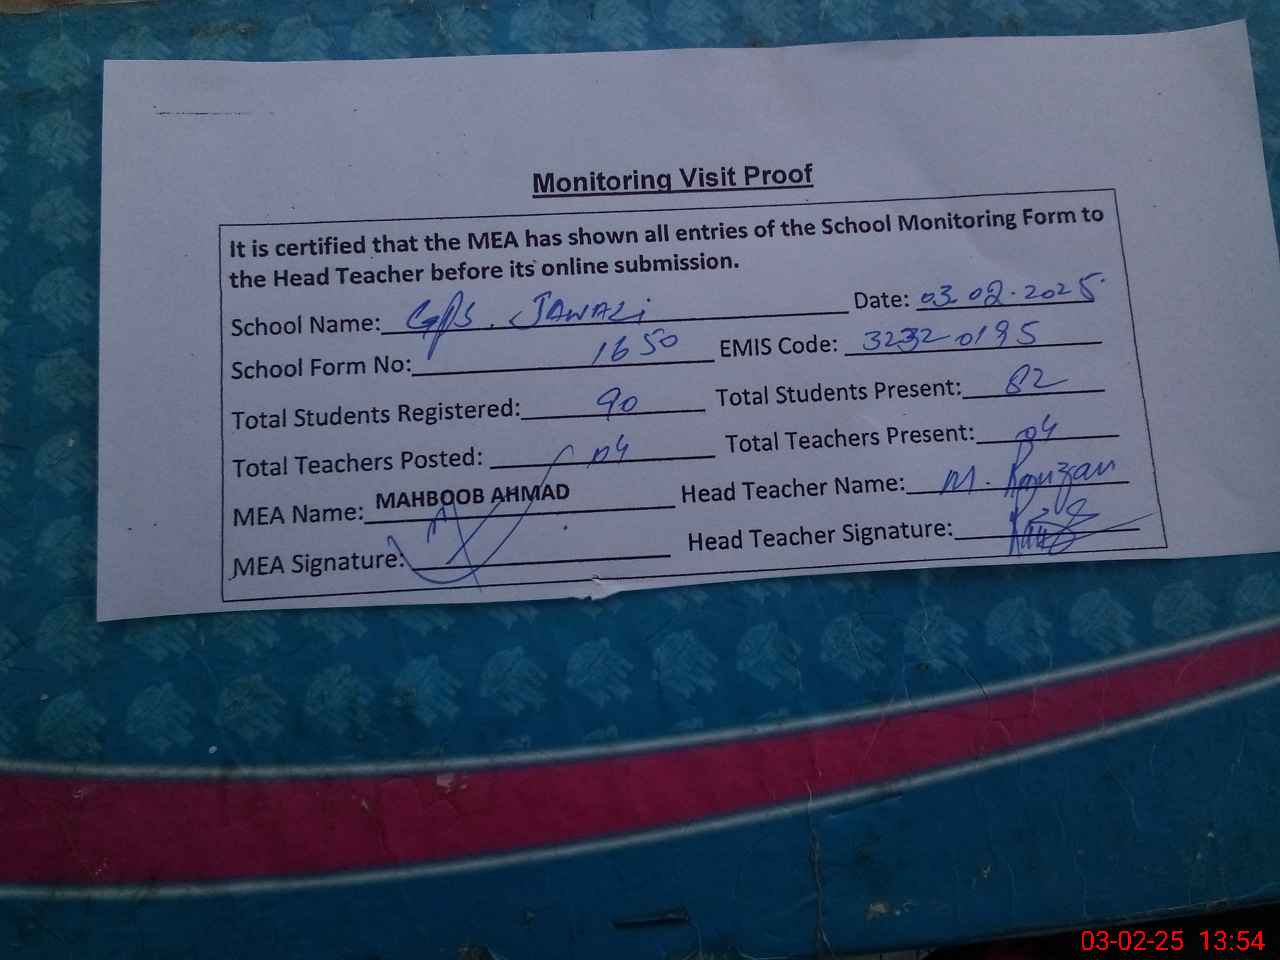 Monitoring Visit Proof
It is certified that the MEA has shown all entries of the School Monitoring Form to
the Head Teacher before its online submission.
School Name: GPS. JAWALi Date: 03.02.2025
School Form No: 1650 EMIS Code: 32320195
Total Students Registered: 90 Total Students Present: 82
Total Teachers Posted: 04 Total Teachers Present: 04
MEA Name: MAHBOOB AHMAD Head Teacher Name: M.
MEA Signature: Head Teacher Signature:
03-02-25 13:54